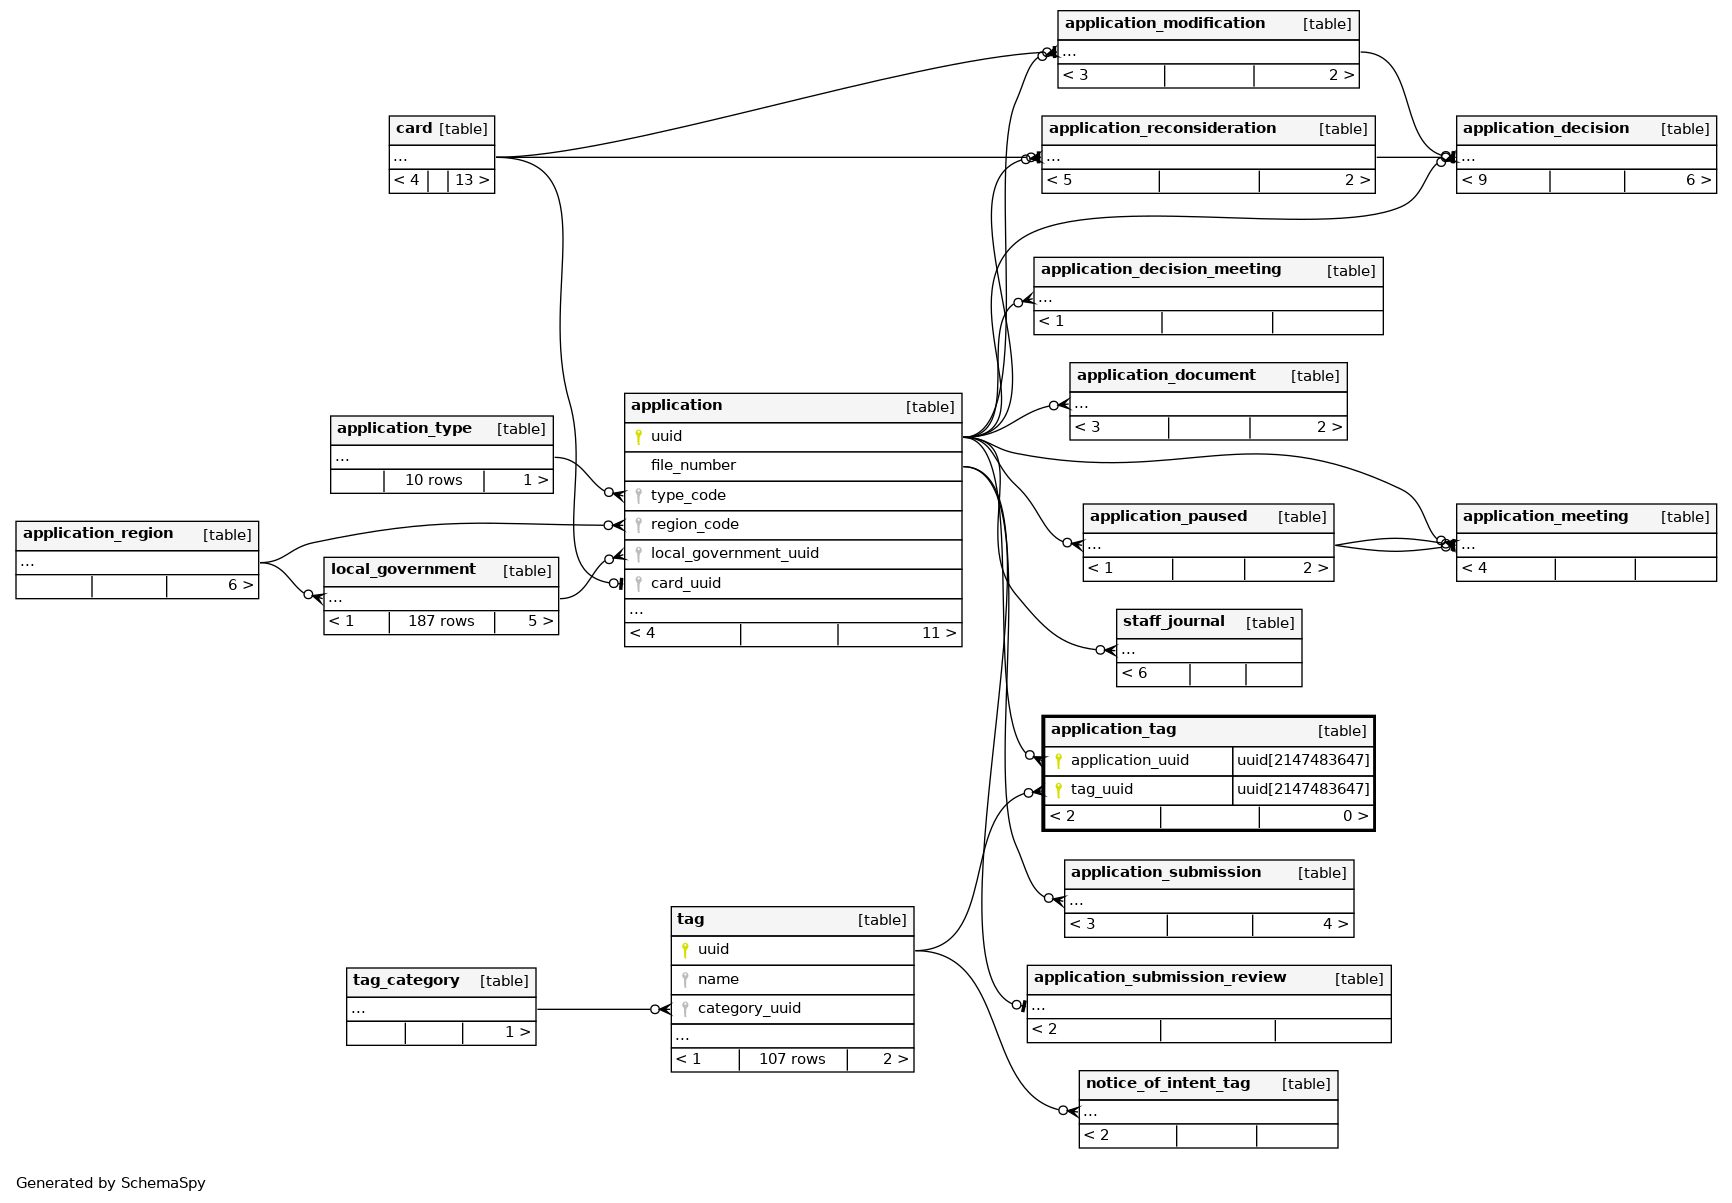 application_modification [table]
...
< 3 2 >
card [table]
...
< 4 13 >
application_reconsideration [table]
...
< 5 2 >
application_decision [table]
...
< 9 6 >
application_decision_meeting [table]
...
< 1
application_document [table]
...
< 3 2 >
application [table]
uuid
file_number
type_code
region_code
local_government_uuid
card_uuid
...
< 4 11 >
application_type [table]
...
10 rows 1 >
application_region [table]
...
6 >
local_government [table]
...
< 1 187 rows 5 >
application_paused [table]
...
< 1 2 >
application_meeting [table]
...
< 4
staff_journal [table]
...
< 6
application_tag [table]
application_uuid uuid[2147483647]
tag_uuid uuid[2147483647]
< 2 0 >
application_submission [table]
...
< 3 4 >
tag [table]
uuid
name
category_uuid
...
< 1 107 rows 2 >
tag_category [table]
...
1 >
application_submission_review [table]
...
< 2
notice_of_intent_tag [table]
...
< 2
Generated by SchemaSpy